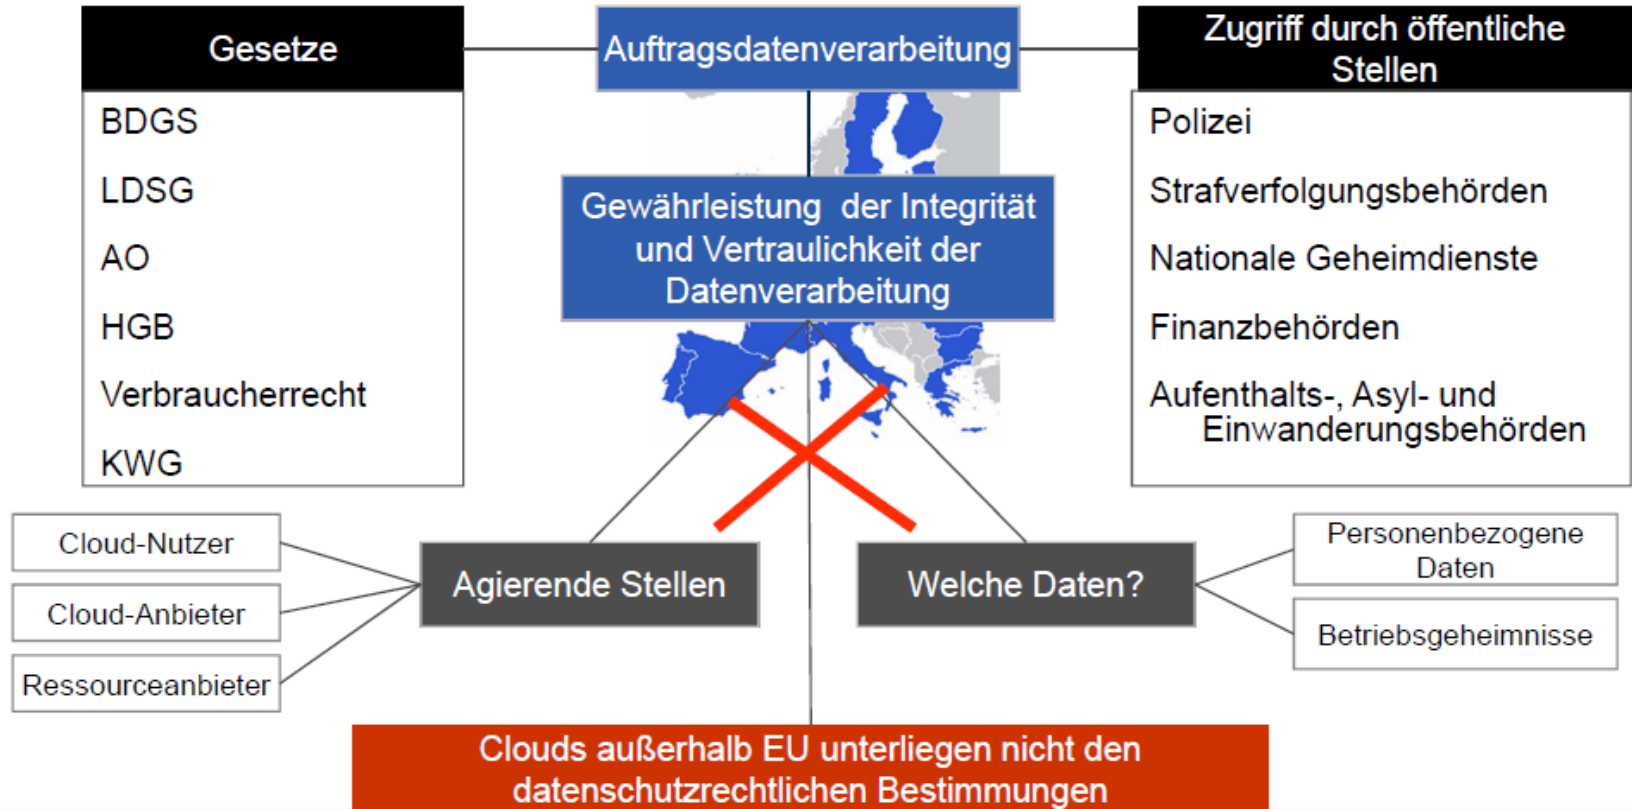 Gesetze
Auftragsdatenverarbeitung
Zugriff durch öffentliche
Stellen
BDGS
LDSG
AO
HGB
Verbraucherrecht
KWG
Gewährleistung der Integrität
und Vertraulichkeit der
Datenverarbeitung
Polizei
Strafverfolgungsbehörden
Nationale Geheimdienste
Finanzbehörden
Aufenthalts-, Asyl- und
Einwanderungsbehörden
Cloud-Nutzer
Cloud-Anbieter
Ressourceanbieter
Agierende Stellen
Welche Daten?
Personenbezogene
Daten
Betriebsgeheimnisse
Clouds außerhalb EU unterliegen nicht den
datenschutzrechtlichen Bestimmungen